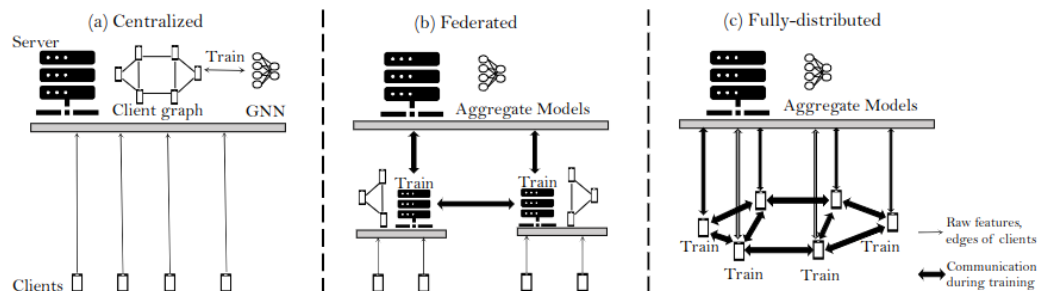 (a) Centralized
Server
Train
Client graph
GNN
Clients
(b) Federated
Aggregate Models
Train
Train
(c) Fully-distributed
Aggregate Models
Train
Train
Train
Train
Raw features,
edges of clients
Communication
during training